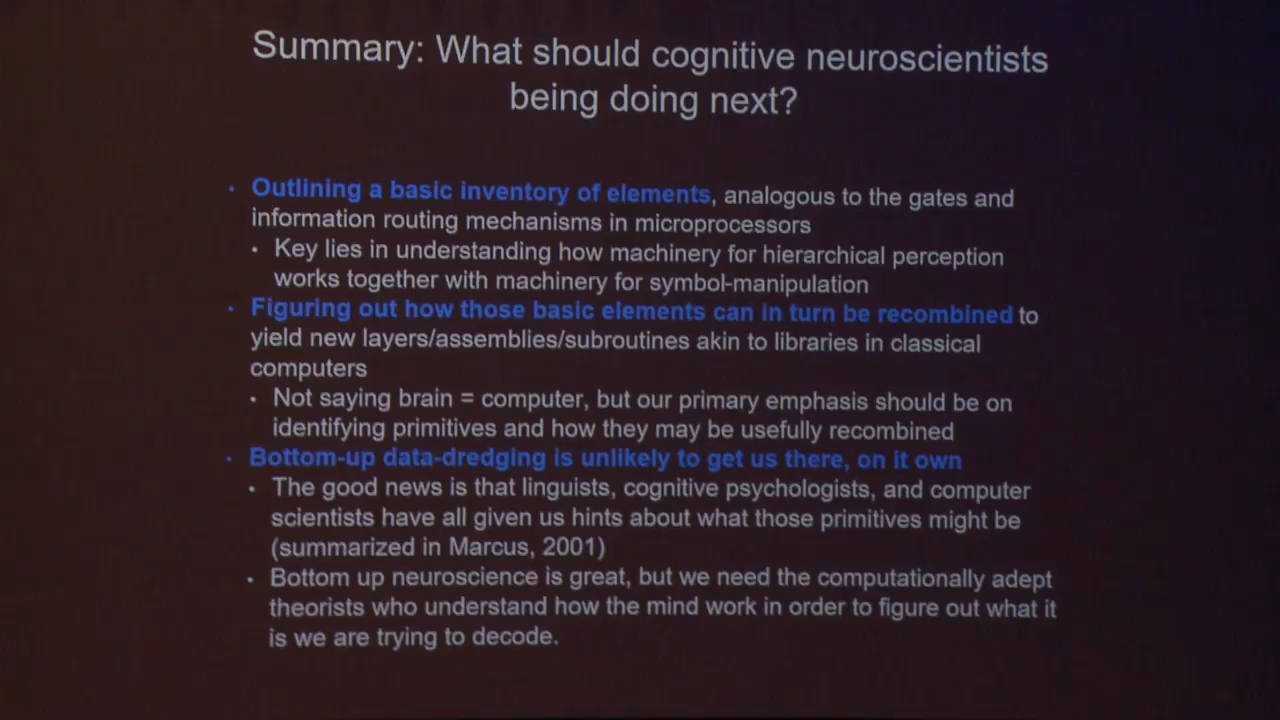 Summary: What should cognitive neuroscientists
being doing next?
• Outlining a basic inventory of elements, analogous to the gates and
information routing mechanisms in microprocessors
• Key lies in understanding how machinery for hierarchical perception
works together with machinery for symbol-manipulation
• Figuring out how those basic elements can in turn be recombined to
yield new layers/assemblies/subroutines akin to libraries in classical
computers
• Not saying brain = computer, but our primary emphasis should be on
identifying primitives and how they may be usefully recombined
• Bottom-up data-dredging is unlikely to get us there, on it own
• The good news is that linguists, cognitive psychologists, and computer
scientists have all given us hints about what those primitives might be
(summarized in Marcus, 2001)
• Bottom up neuroscience is great, but we need the computationally adept
theorists who understand how the mind work in order to figure out what it
is we are trying to decode.